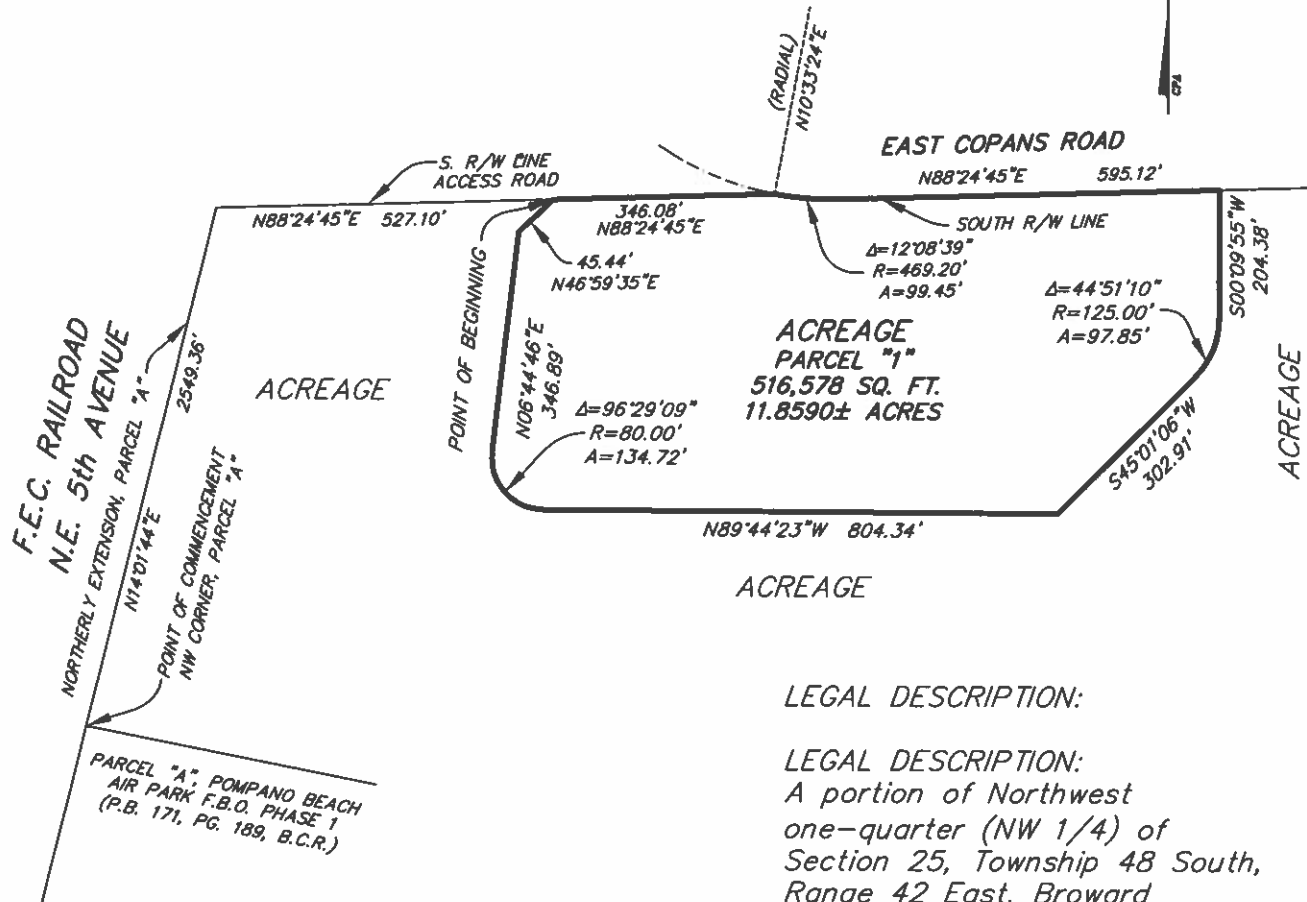 (RADIAL)
N10°33'24"E
CPA
EAST COPANS ROAD
N88°24'45"E 595.12'
S. R/W LINE
ACCESS ROAD
N88°24'45"E 527.10'
346.08'
N88°24'45"E
SOUTH R/W LINE
45.44'
N46°59'35"E
Δ=12°08'39"
R=469.20'
A=99.45'
S00°09'55"W
204.38'
Δ=44°51'10"
R=125.00'
A=97.85'
POINT OF BEGINNING
N06°44'46"E
346.89'
ACREAGE
PARCEL "1"
516,578 SQ. FT.
11.8590± ACRES
F.E.C. RAILROAD
N.E. 5th AVENUE
NORTHERLY EXTENSION, PARCEL "A"
2549.36'
N14°01'44"E
ACREAGE
Δ=96°29'09"
R=80.00'
A=134.72'
S45°01'06"W
302.91'
ACREAGE
POINT OF COMMENCEMENT
NW CORNER, PARCEL "A"
N89°44'23"W 804.34'
ACREAGE
PARCEL "A", POMPANO BEACH
AIR PARK F.B.O. PHASE 1
(P.B. 171, PG. 189, B.C.R.)
LEGAL DESCRIPTION:
LEGAL DESCRIPTION:
A portion of Northwest
one-quarter (NW 1/4) of
Section 25, Township 48 South,
Range 42 East, Broward